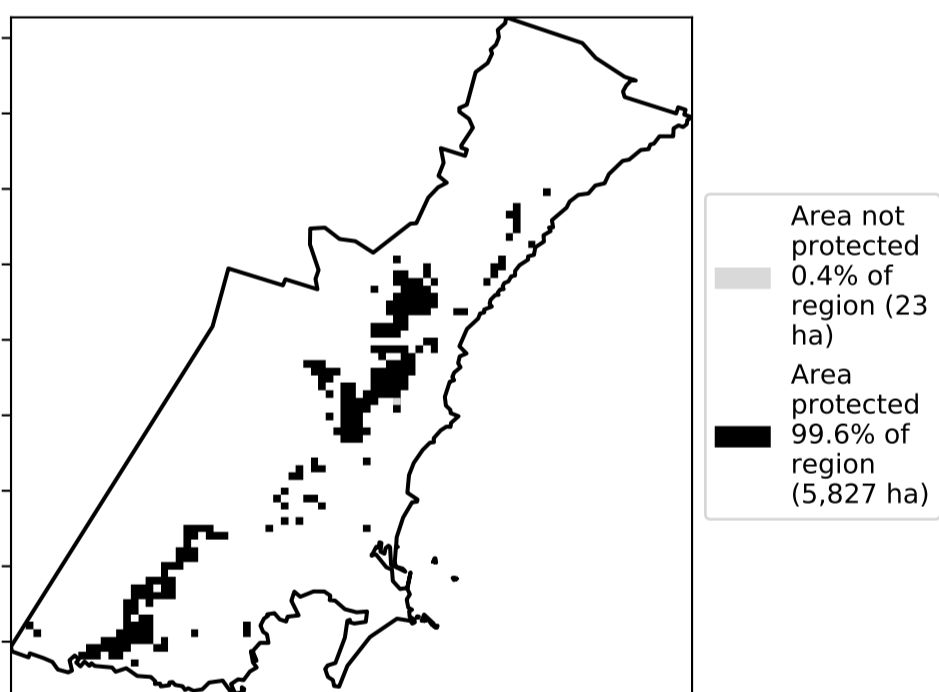 Area not
protected
0.4% of
region (23
ha)
Area
protected
99.6% of
region
(5,827 ha)